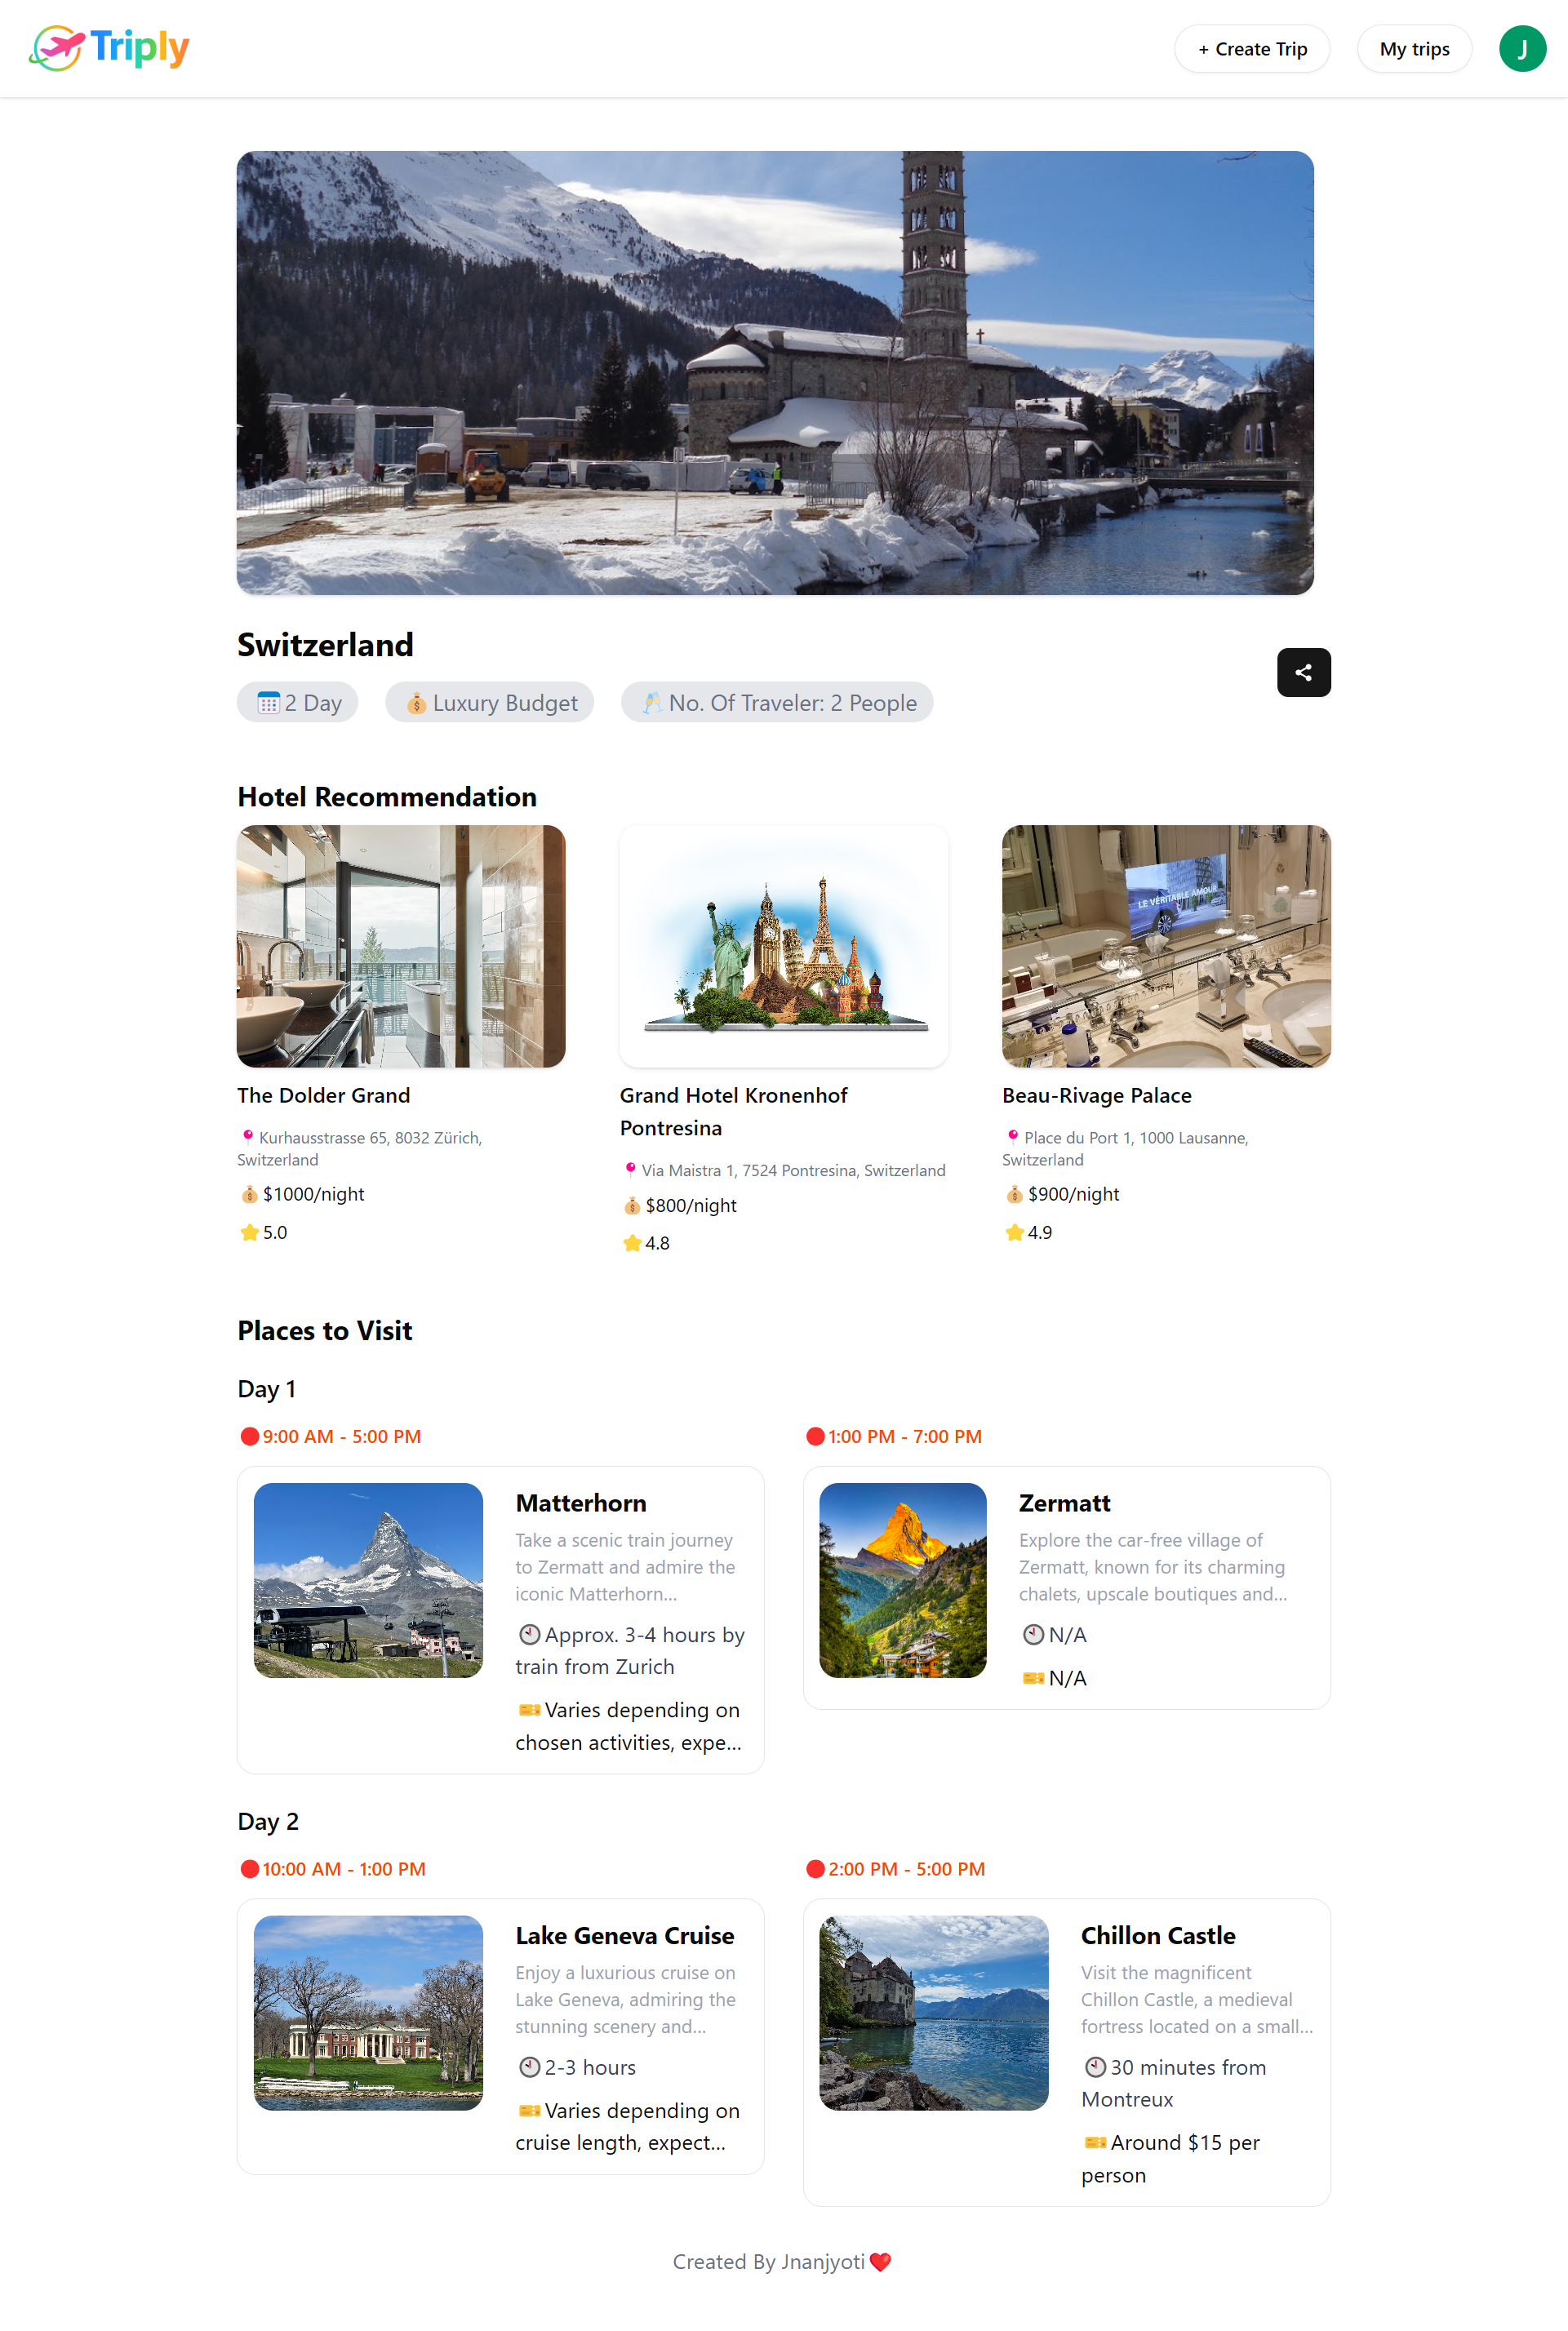 Triply
+ Create Trip
My trips
J
Switzerland
2 Day
Luxury Budget
No. Of Traveler: 2 People
Hotel Recommendation
LE VÉRITABLE AMOUR
The Dolder Grand
Kurhausstrasse 65, 8032 Zürich,
Switzerland
$1000/night
5.0
Grand Hotel Kronenhof
Pontresina
Via Maistra 1, 7524 Pontresina, Switzerland
$800/night
4.8
Beau-Rivage Palace
Place du Port 1, 1000 Lausanne,
Switzerland
$900/night
4.9
Places to Visit
Day 1
9:00 AM - 5:00 PM
Matterhorn
Take a scenic train journey
to Zermatt and admire the
iconic Matterhorn...
Approx. 3-4 hours by
train from Zurich
Varies depending on
chosen activities, expe...
1:00 PM - 7:00 PM
Zermatt
Explore the car-free village of
Zermatt, known for its charming
chalets, upscale boutiques and...
N/A
N/A
Day 2
10:00 AM - 1:00 PM
Lake Geneva Cruise
Enjoy a luxurious cruise on
Lake Geneva, admiring the
stunning scenery and...
2-3 hours
Varies depending on
cruise length, expect...
2:00 PM - 5:00 PM
Chillon Castle
Visit the magnificent
Chillon Castle, a medieval
fortress located on a small...
30 minutes from
Montreux
Around $15 per
person
Created By Jnanjyoti